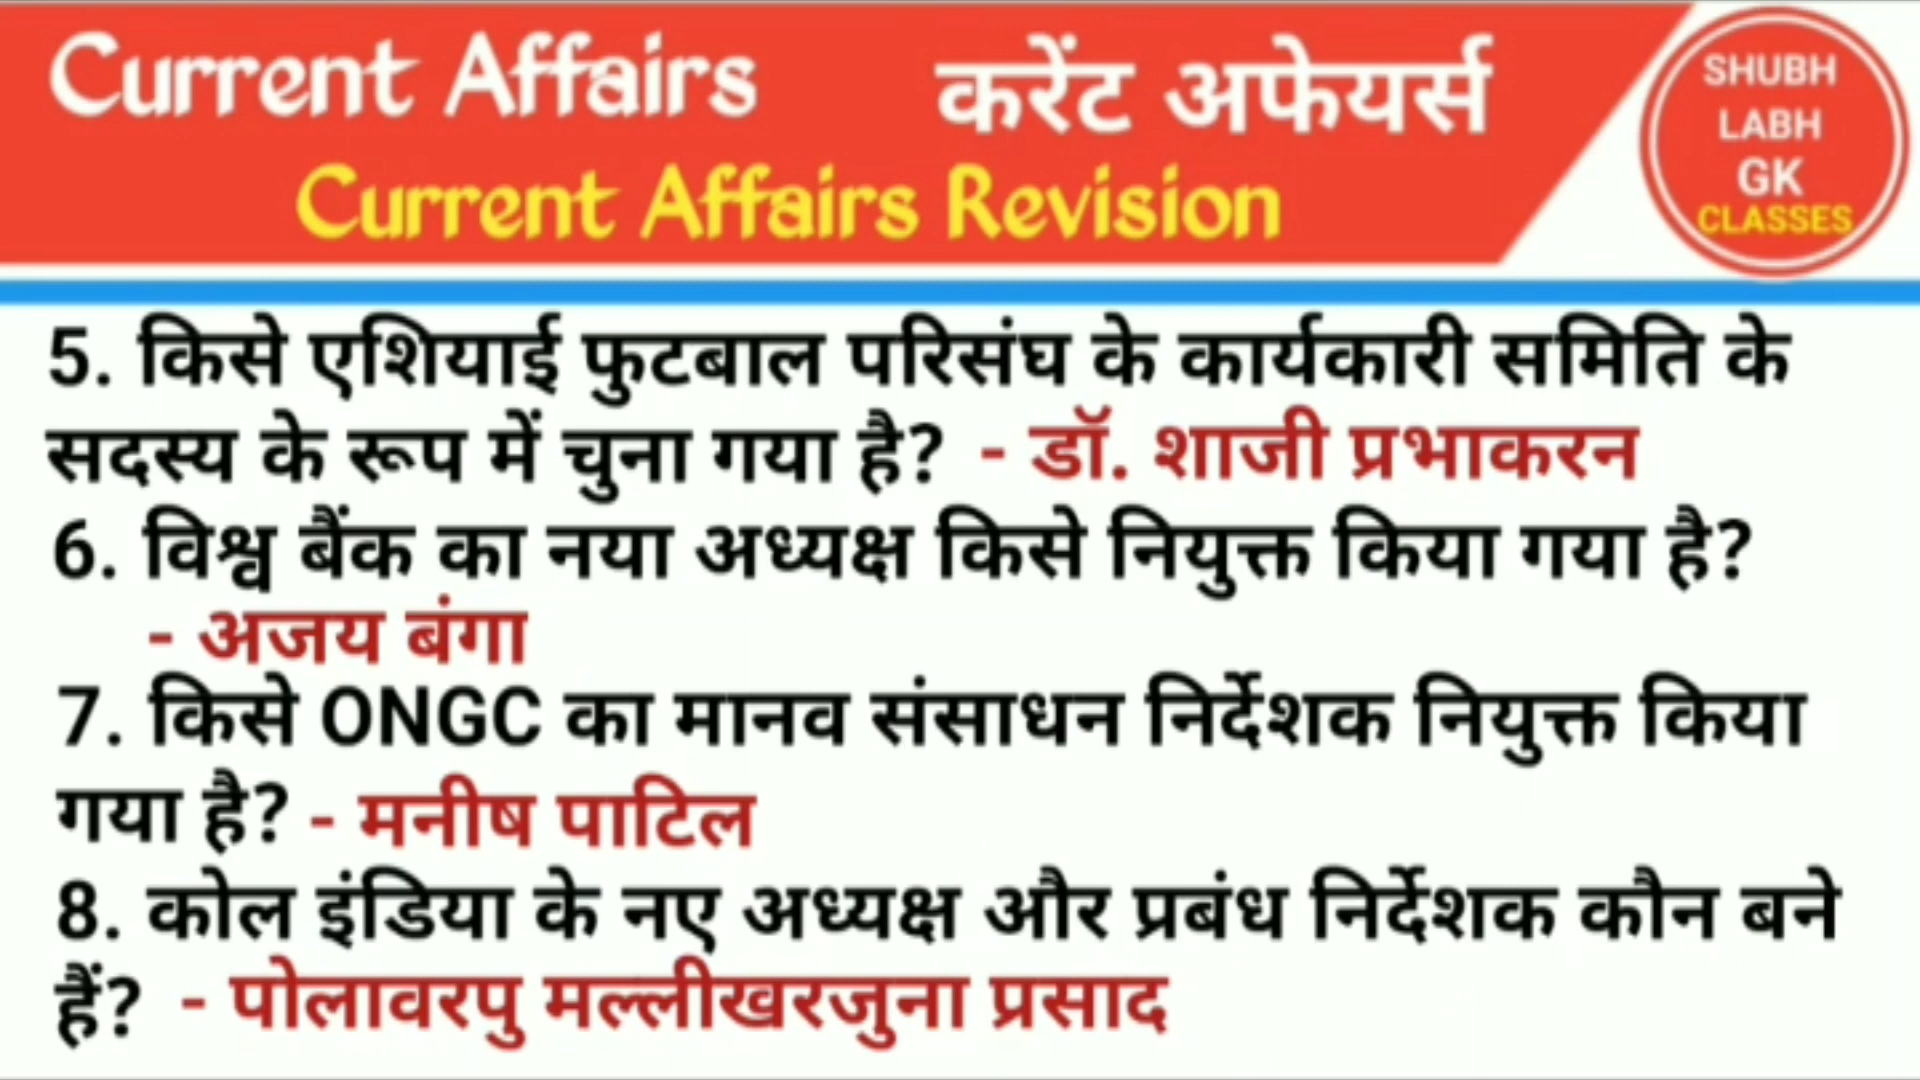 Current Affairs करेंट अफेयर्स
Current Affairs Revision
SHUBH
LABH
GK
CLASSES
5. किसे एशियाई फुटबाल परिसंघ के कार्यकारी समिति के
सदस्य के रूप में चुना गया है? - डॉ. शाजी प्रभाकरन
6. विश्व बैंक का नया अध्यक्ष किसे नियुक्त किया गया है?
- अजय बंगा
7. किसे ONGC का मानव संसाधन निर्देशक नियुक्त किया
गया है? - मनीष पाटिल
8. कोल इंडिया के नए अध्यक्ष और प्रबंध निर्देशक कौन बने
हैं? - पोलावरपु मल्लीखरजुना प्रसाद